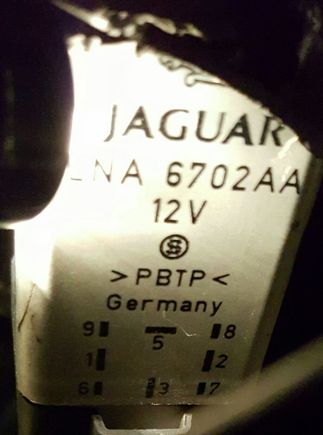 JAGUAR
LNA 6702AA
12V
S
>PBTP<
Germany
9 5 8
1 2
6 3 7